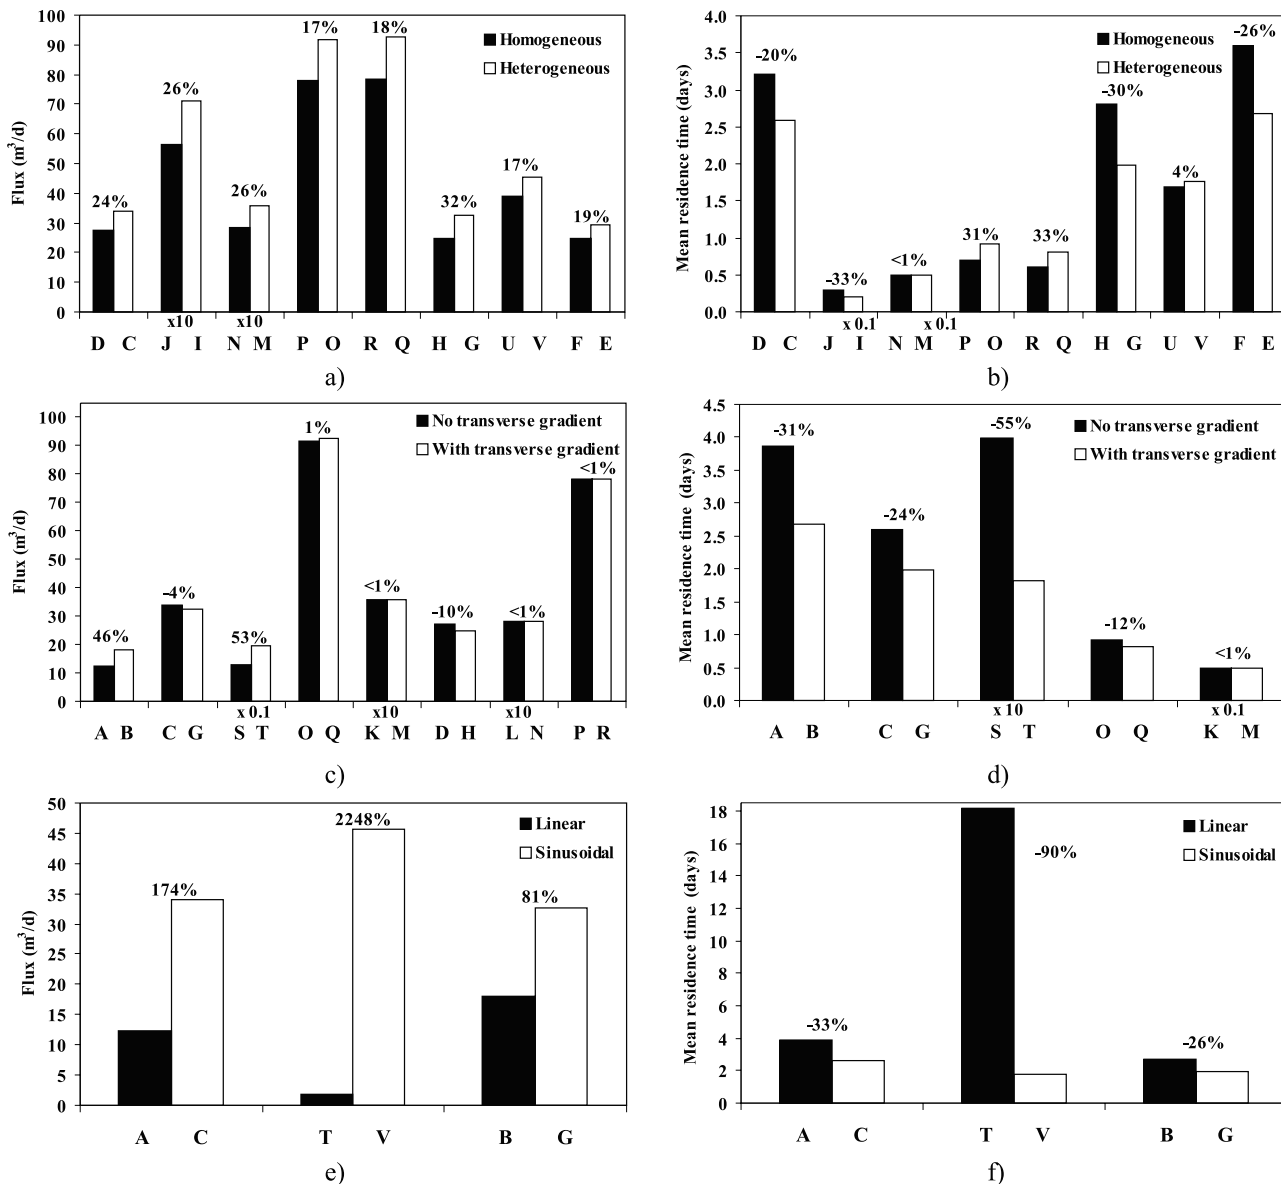 100
90
80
70
60
50
40
30
20
10
0
Flux (m³/d)
Homogeneous
Heterogeneous
24%
26%
26%
17%
18%
32%
17%
19%
x10
x10
D C J I N M P O R Q H G U V F E
a)
4.0
3.5
3.0
2.5
2.0
1.5
1.0
0.5
0.0
Mean residence time (days)
Homogeneous
Heterogeneous
-20%
-33%
<1%
31%
33%
-30%
4%
-26%
x 0.1
x 0.1
D C J I N M P O R Q H G U V F E
b)
100
90
80
70
60
50
40
30
20
10
0
Flux (m³/d)
No transverse gradient
With transverse gradient
46%
-4%
53%
1%
<1%
-10%
<1%
<1%
x 0.1
x10
x10
A B C G S T O Q K M D H L N P R
c)
4.5
4.0
3.5
3.0
2.5
2.0
1.5
1.0
0.5
0.0
Mean residence time (days)
No transverse gradient
With transverse gradient
-31%
-24%
-55%
-12%
<1%
x 10
x 0.1
A B C G S T O Q K M
d)
50
45
40
35
30
25
20
15
10
5
0
Flux (m³/d)
Linear
Sinusoidal
174%
2248%
81%
A C T V B G
e)
18
16
14
12
10
8
6
4
2
0
Mean residence time (days)
Linear
Sinusoidal
-33%
-90%
-26%
A C T V B G
f)